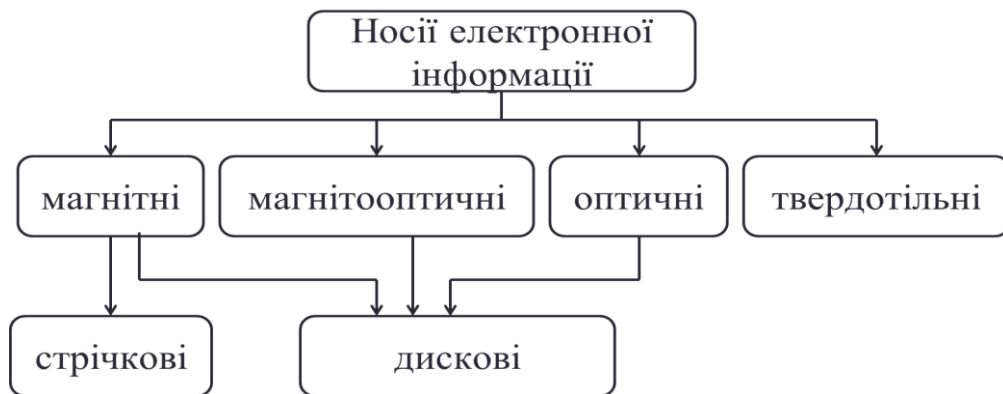 Носії електронної
інформації
магнітні
магнітооптичні
оптичні
твердотільні
стрічкові
дискові